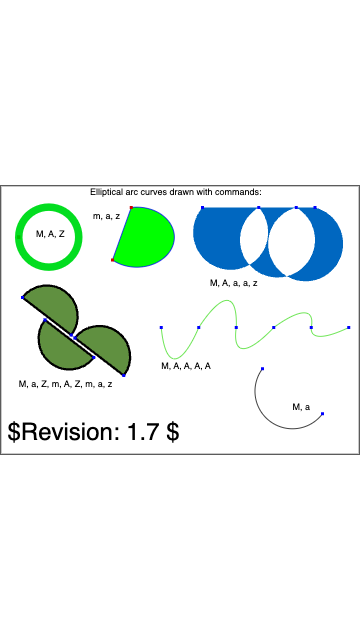 Elliptical arc curves drawn with commands:
M, A, Z
m, a, z
M, A, a, a, z
M, a, Z, m, A, Z, m, a, z
M, A, A, A, A
M, a
$Revision: 1.7 $